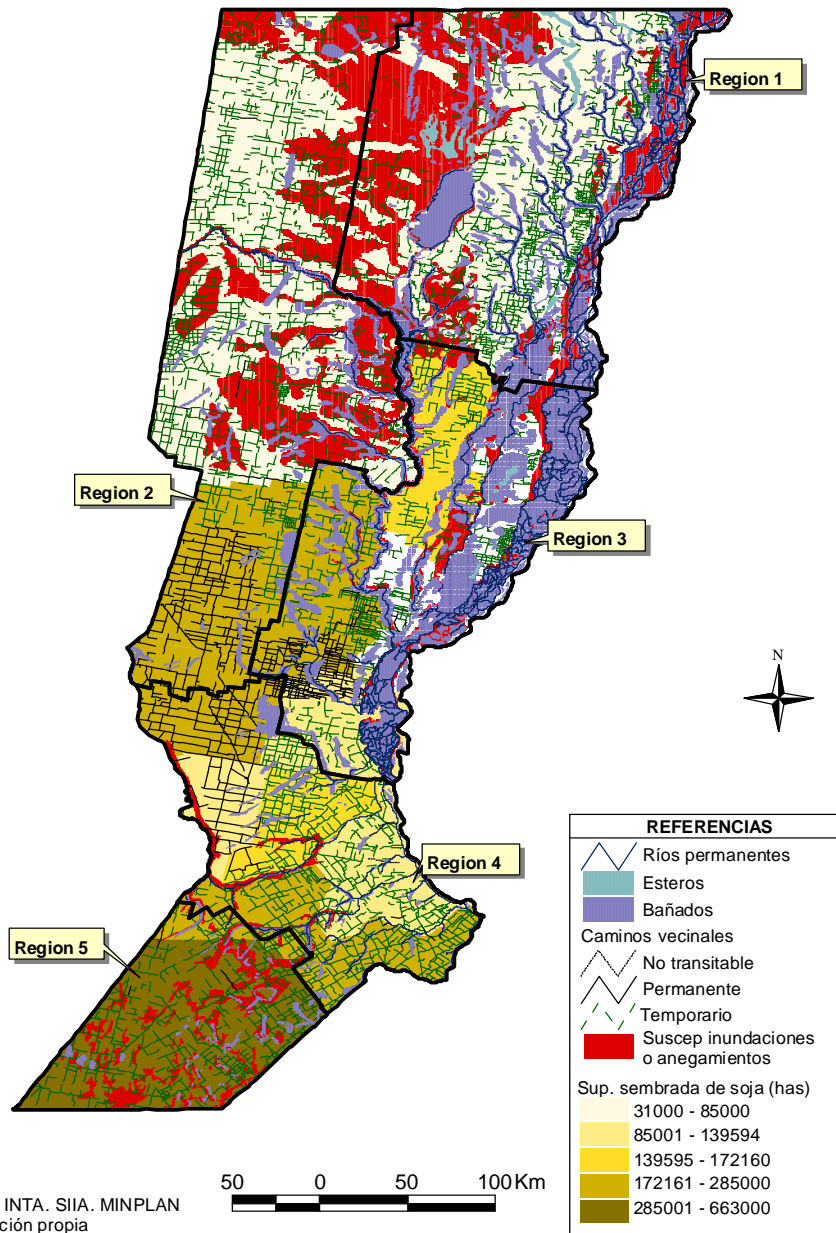 Region 1
Region 2
Region 3
N
Region 4
Region 5
REFERENCIAS
Ríos permanentes
Esteros
Bañados
Caminos vecinales
No transitable
Permanente
Temporario
Suscep inundaciones
o anegamientos
Sup. sembrada de soja (has)
31000 - 85000
85001 - 139594
139595 - 172160
172161 - 285000
285001 - 663000
50 0 50 100 Km
INTA. SIIA. MINPLAN
ción propia